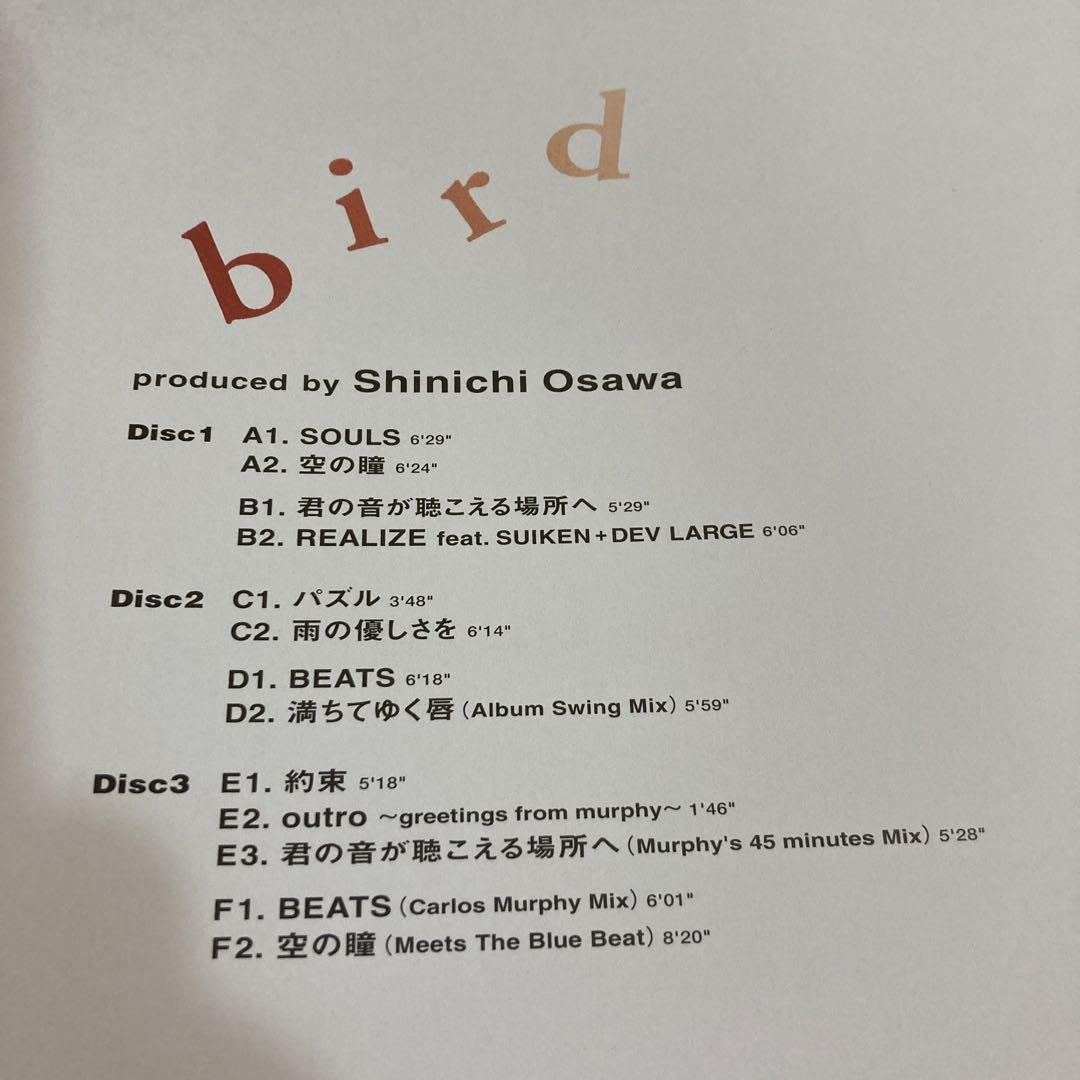 bird
produced by Shinichi Osawa
Disc1 A1. SOULS 6'29"
A2. 空の瞳 6'24"
B1. 君の音が聴こえる場所へ 5'29"
B2. REALIZE feat. SUIKEN+DEV LARGE 6'06"
Disc2 C1. パズル 3'48"
C2. 雨の優しさを 6'14"
D1. BEATS 6'18"
D2. 満ちてゆく唇 (Album Swing Mix) 5'59"
Disc3 E1. 約束 5'18"
E2. outro ~greetings from murphy~ 1'46"
E3. 君の音が聴こえる場所へ (Murphy's 45 minutes Mix) 5'28"
F1. BEATS (Carlos Murphy Mix) 6'01"
F2. 空の瞳 (Meets The Blue Beat) 8'20"